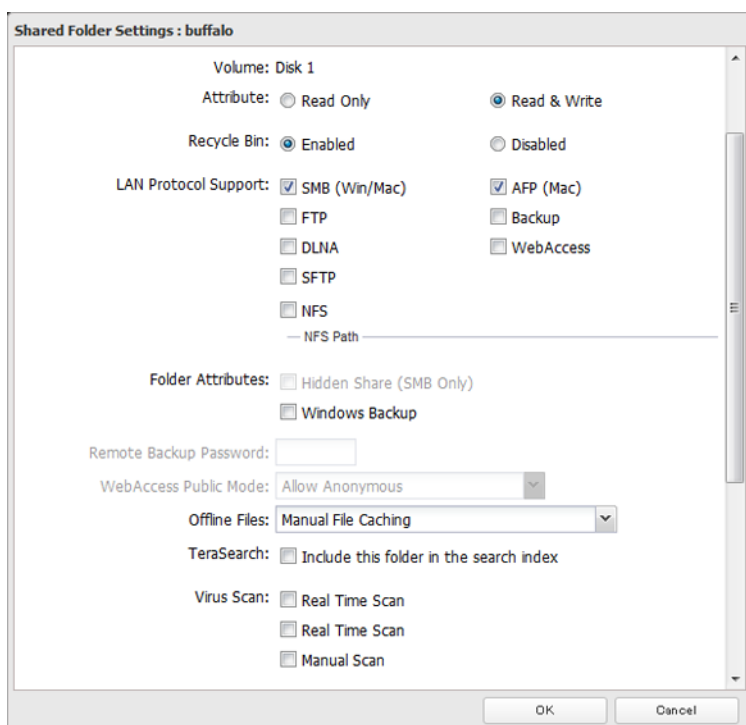 Shared Folder Settings : buffalo
Volume: Disk 1
Attribute: Read Only Read & Write
Recycle Bin: Enabled Disabled
LAN Protocol Support: SMB (Win/Mac) AFP (Mac)
FTP Backup
DLNA WebAccess
SFTP
NFS
NFS Path
Folder Attributes: Hidden Share (SMB Only)
Windows Backup
Remote Backup Password:
WebAccess Public Mode: Allow Anonymous
Offline Files: Manual File Caching
TeraSearch: Include this folder in the search index
Virus Scan: Real Time Scan
Real Time Scan
Manual Scan
OK Cancel